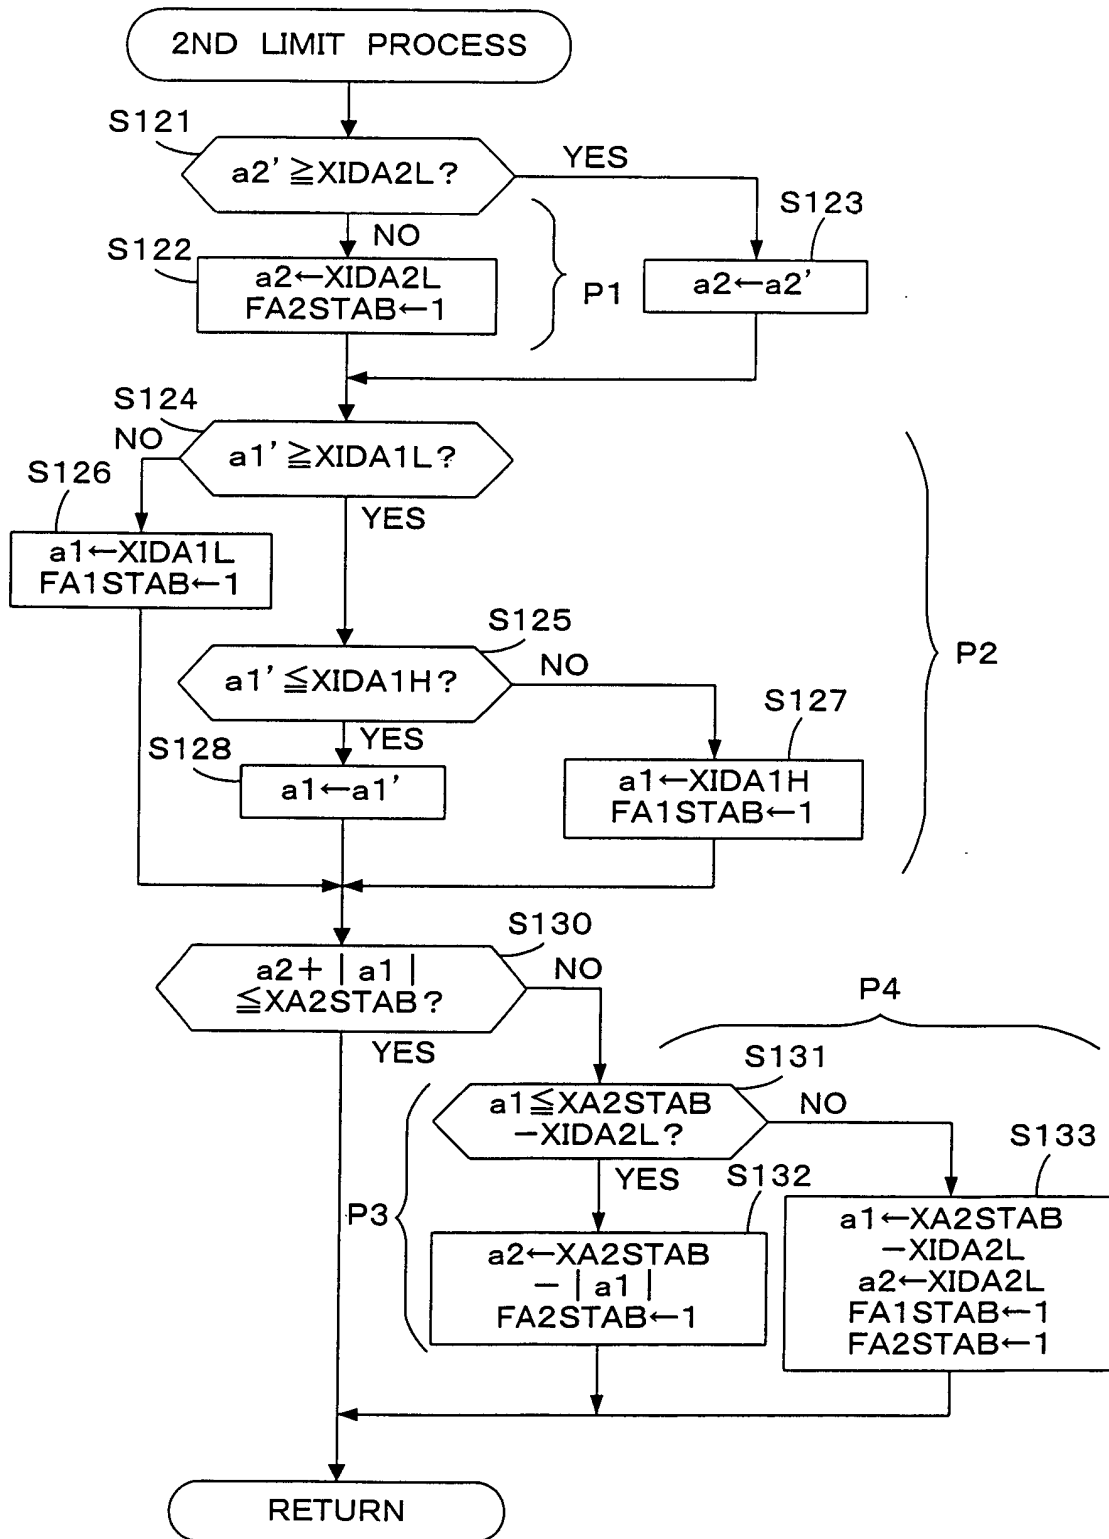 2ND LIMIT PROCESS
S121
a2' ≧XIDA2L?
YES
S123
NO
S122
a2←XIDA2L
FA2STAB←1
P1
a2←a2'
S124
NO
a1' ≧XIDA1L?
S126
YES
a1←XIDA1L
FA1STAB←1
S125
a1' ≦XIDA1H?
NO
P2
S127
YES
S128
a1←a1'
a1←XIDA1H
FA1STAB←1
S130
a2+|a1|
≦XA2STAB?
NO
YES
P4
S131
a1≦XA2STAB
−XIDA2L?
NO
S133
YES
S132
P3
a2←XA2STAB
−|a1|
FA2STAB←1
a1←XA2STAB
−XIDA2L
a2←XIDA2L
FA1STAB←1
FA2STAB←1
RETURN